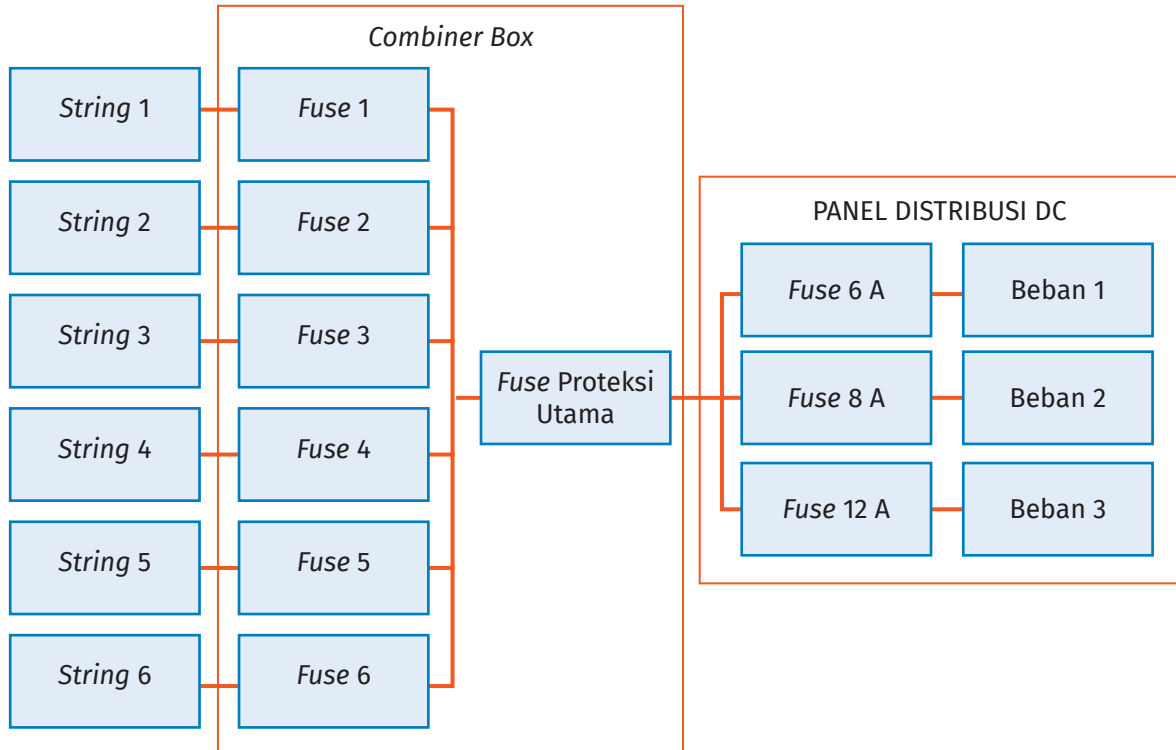 Combiner Box
String 1
Fuse 1
String 2
Fuse 2
String 3
Fuse 3
String 4
Fuse 4
String 5
Fuse 5
String 6
Fuse 6
Fuse Proteksi
Utama
PANEL DISTRIBUSI DC
Fuse 6 A
Beban 1
Fuse 8 A
Beban 2
Fuse 12 A
Beban 3